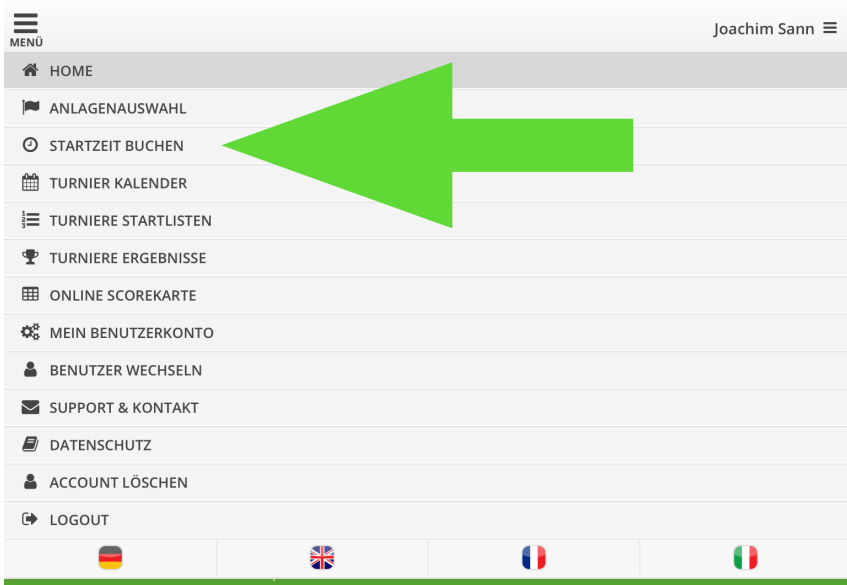 MENÜ
Joachim Sann
HOME
ANLAGENAUSWAHL
STARTZEIT BUCHEN
TURNIER KALENDER
TURNIERE STARTLISTEN
TURNIERE ERGEBNISSE
ONLINE SCOREKARTE
MEIN BENUTZERKONTO
BENUTZER WECHSELN
SUPPORT & KONTAKT
DATENSCHUTZ
ACCOUNT LÖSCHEN
LOGOUT